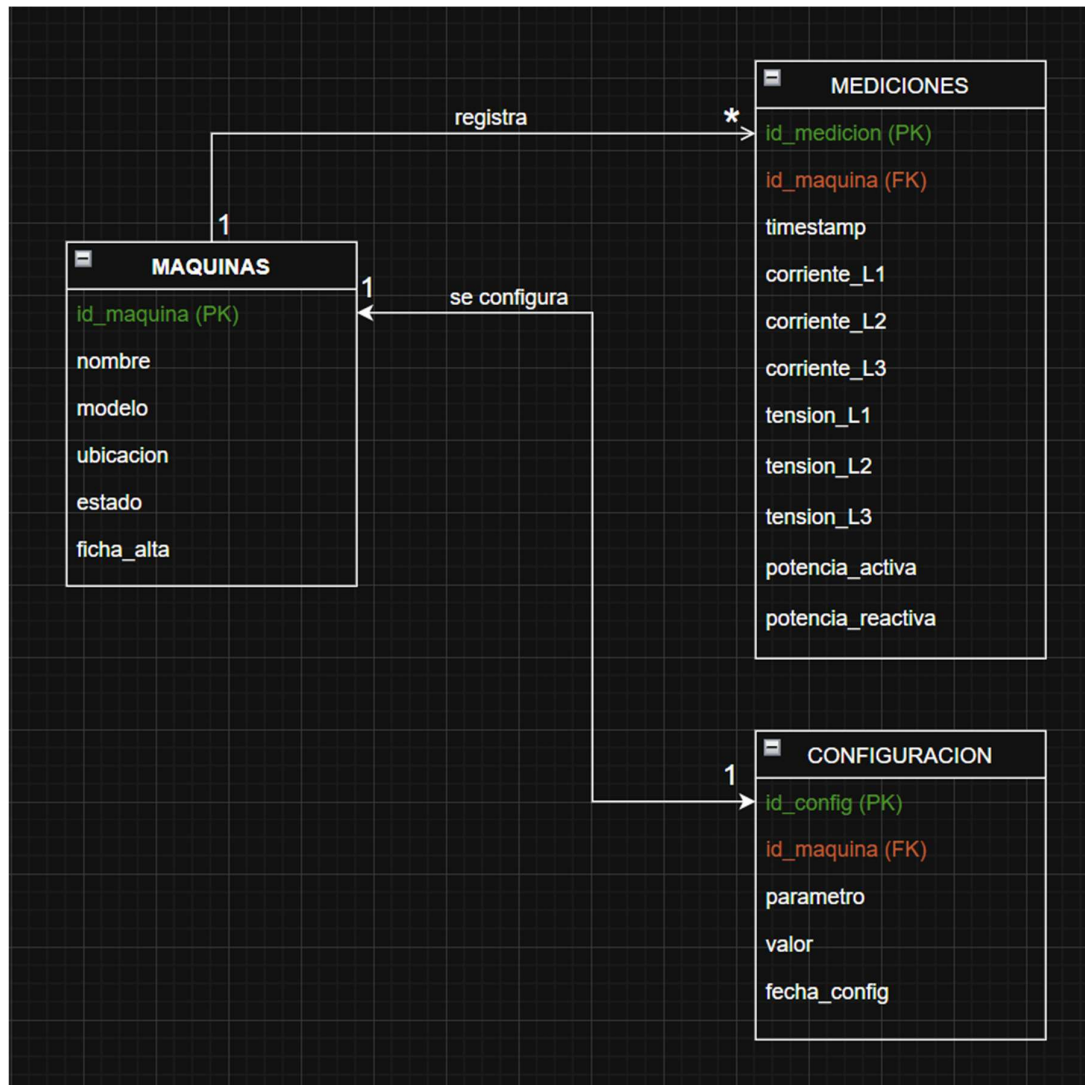 registra
*
1
MAQUINAS
id_maquina (PK)
nombre
modelo
ubicacion
estado
ficha_alta
1
se configura
1
MEDICIONES
id_medicion (PK)
id_maquina (FK)
timestamp
corriente_L1
corriente_L2
corriente_L3
tension_L1
tension_L2
tension_L3
potencia_activa
potencia_reactiva
CONFIGURACION
id_config (PK)
id_maquina (FK)
parametro
valor
fecha_config